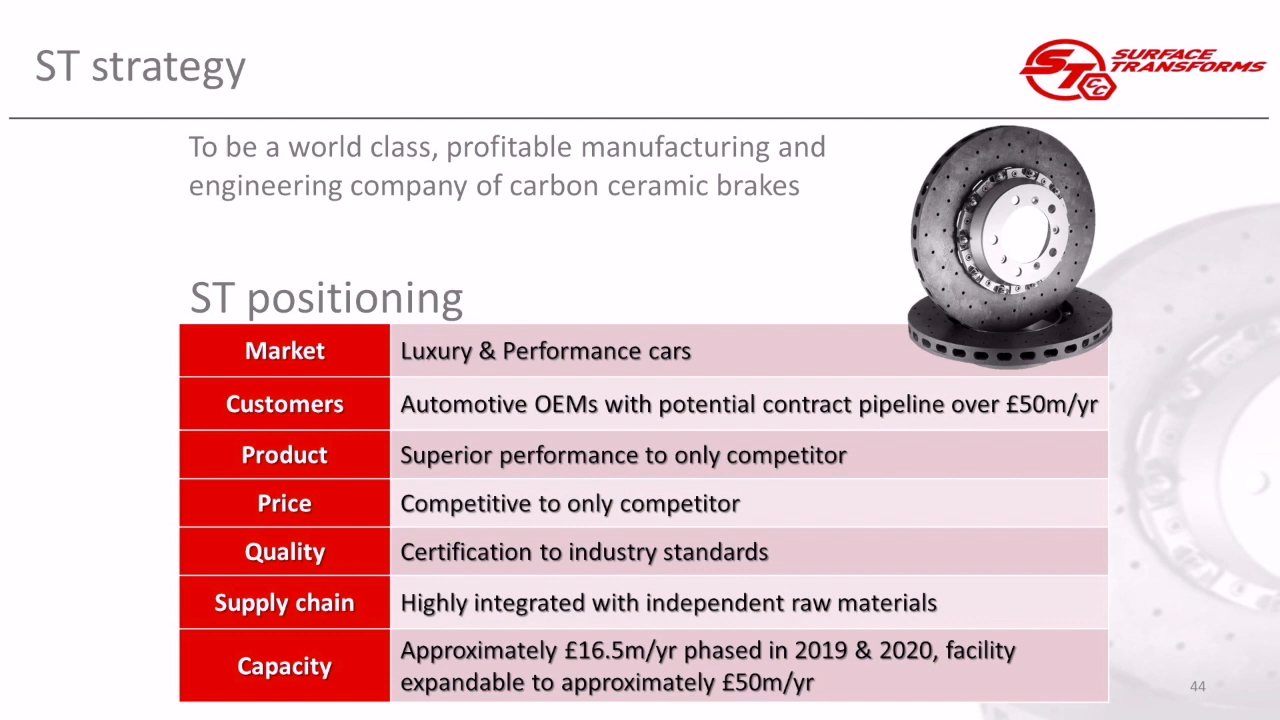 ST strategy
SURFACE
TRANSFORMS
ST
CC
To be a world class, profitable manufacturing and
engineering company of carbon ceramic brakes
ST positioning
Market Luxury & Performance cars
Customers Automotive OEMs with potential contract pipeline over £50m/yr
Product Superior performance to only competitor
Price Competitive to only competitor
Quality Certification to industry standards
Supply chain Highly integrated with independent raw materials
Capacity Approximately £16.5m/yr phased in 2019 & 2020, facility
expandable to approximately £50m/yr
44